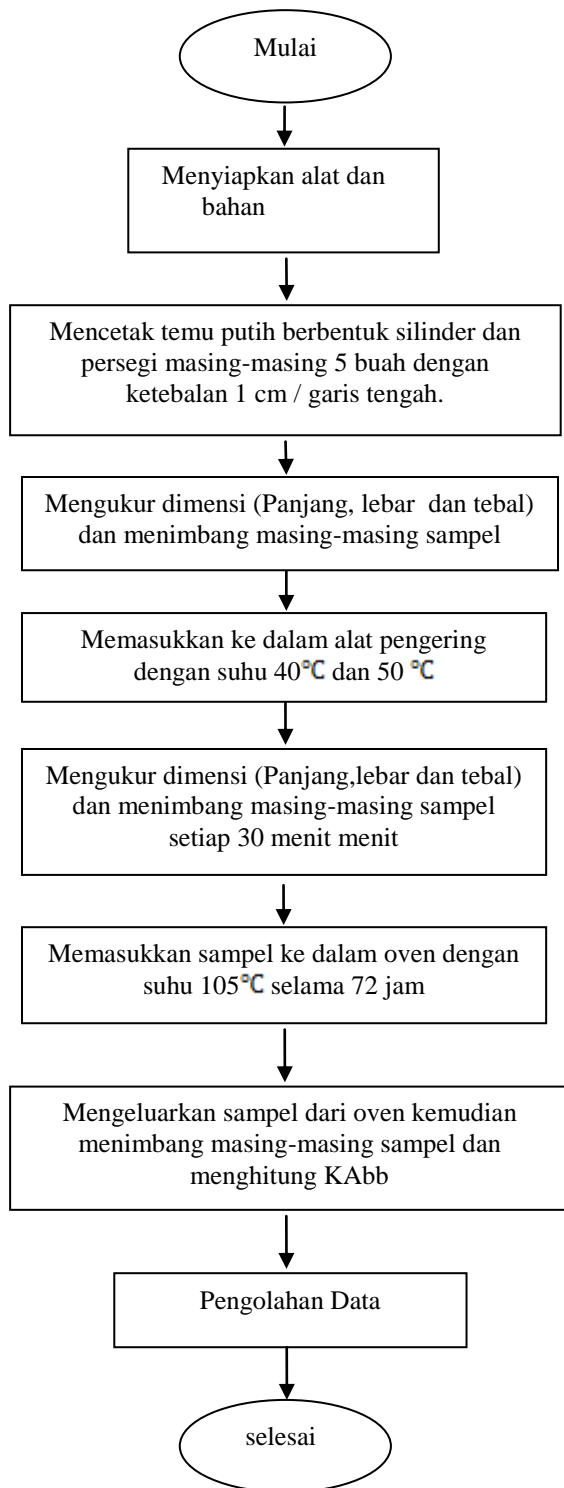 Mulai
Menyiapkan alat dan
bahan
Mencetak temu putih berbentuk silinder dan
persegi masing-masing 5 buah dengan
ketebalan 1 cm / garis tengah.
Mengukur dimensi (Panjang, lebar dan tebal)
dan menimbang masing-masing sampel
Memasukkan ke dalam alat pengering
dengan suhu 40℃ dan 50 ℃
Mengukur dimensi (Panjang,lebar dan tebal)
dan menimbang masing-masing sampel
setiap 30 menit menit
Memasukkan sampel ke dalam oven dengan
suhu 105℃ selama 72 jam
Mengeluarkan sampel dari oven kemudian
menimbang masing-masing sampel dan
menghitung KAbb
Pengolahan Data
selesai